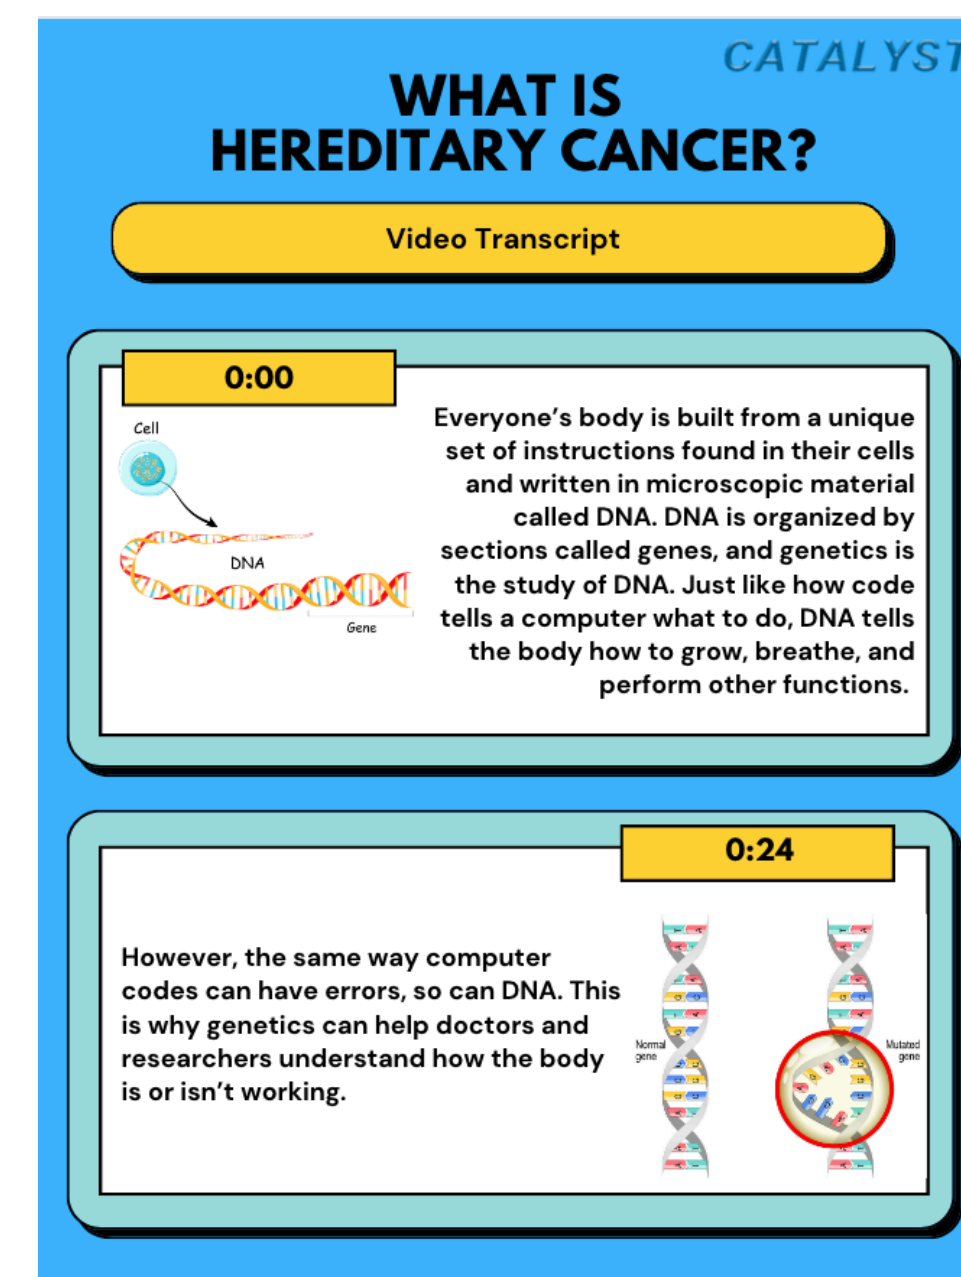 CATALYST
WHAT IS
HEREDITARY CANCER?
Video Transcript
0:00
Cell
DNA
Gene
Everyone’s body is built from a unique
set of instructions found in their cells
and written in microscopic material
called DNA. DNA is organized by
sections called genes, and genetics is
the study of DNA. Just like how code
tells a computer what to do, DNA tells
the body how to grow, breathe, and
perform other functions.
0:24
However, the same way computer
codes can have errors, so can DNA. This
is why genetics can help doctors and
researchers understand how the body
is or isn’t working.
Normal
gene
Mutated
gene